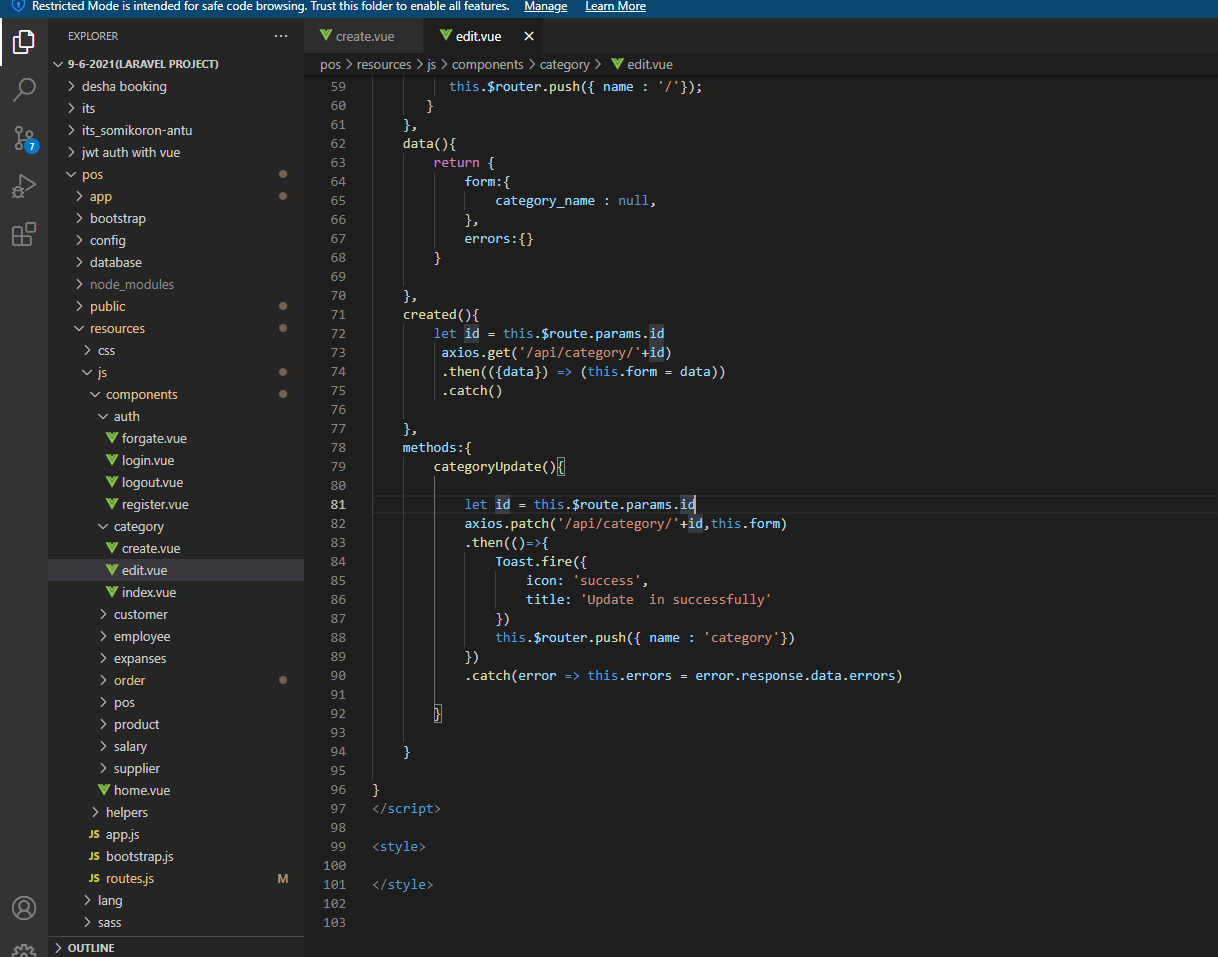 Restricted Mode is intended for safe code browsing. Trust this folder to enable all features. Manage Learn More
EXPLORER
9-6-2021(LARAVEL PROJECT)
desha booking
its
its_somikoron-antu
jwt auth with vue
7
pos
app
bootstrap
config
database
node_modules
public
resources
css
js
components
auth
forgate.vue
login.vue
logout.vue
register.vue
category
create.vue
edit.vue
index.vue
customer
employee
expanses
order
pos
product
salary
supplier
home.vue
helpers
JS app.js
JS bootstrap.js
JS routes.js M
lang
sass
OUTLINE
create.vue edit.vue
pos > resources > js > components > category > edit.vue
59 this.$router.push({ name : '/'});
60 }
61 },
62 data(){
63 return {
64 form:{
65 category_name : null,
66 },
67 errors:{}
68 }
69
70 },
71 created(){
72 let id = this.$route.params.id
73 axios.get('/api/category/'+id)
74 .then(({data}) => (this.form = data))
75 .catch()
76
77 },
78 methods:{
79 categoryUpdate(){
80
81 let id = this.$route.params.id
82 axios.patch('/api/category/'+id,this.form)
83 .then(()=>{
84 Toast.fire({
85 icon: 'success',
86 title: 'Update  in successfully'
87 })
88 this.$router.push({ name : 'category'})
89 })
90 .catch(error => this.errors = error.response.data.errors)
91
92 }
93
94 }
95
96 }
97 </script>
98
99 <style>
100
101 </style>
102
103